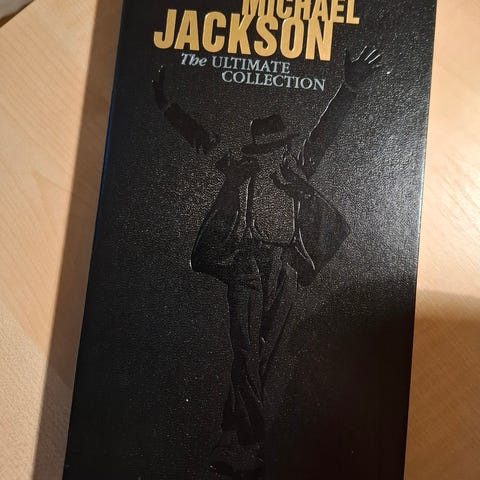 MICHAEL
JACKSON
The ULTIMATE
COLLECTION